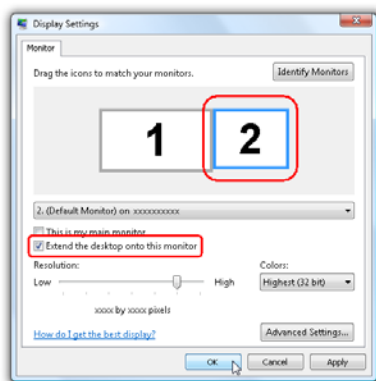 Display Settings
Monitor
Drag the icons to match your monitors.
Identify Monitors
1
2
2. (Default Monitor) on xxxxxxxxxx
This is my main monitor
Extend the desktop onto this monitor
Resolution:
Colors:
Low
High
Highest (32 bit)
xxxx by xxxx pixels
How do I get the best display?
Advanced Settings...
OK
Cancel
Apply